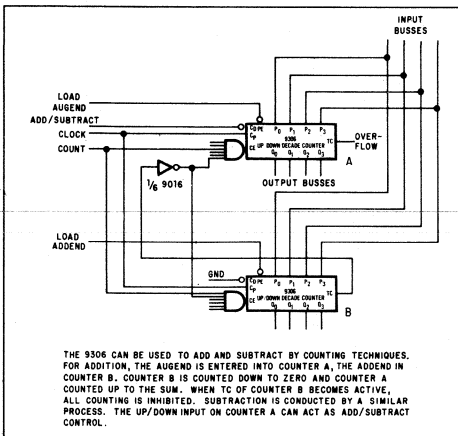 INPUT
BUSSES
LOAD
AUGEND
ADD/SUBTRACT
CLOCK
COUNT
CD PE P0 P1 P2 P3
CP 9306 TC
CE UP/DOWN DECADE COUNTER
Q0 Q1 Q2 Q3
OVER-
FLOW
A
1/6 9016
OUTPUT BUSSES
LOAD
ADDEND
GND
CD PE P0 P1 P2 P3
CP 9306 TC
CE UP/DOWN DECADE COUNTER
Q0 Q1 Q2 Q3
B
THE 9306 CAN BE USED TO ADD AND SUBTRACT BY COUNTING TECHNIQUES.
FOR ADDITION, THE AUGEND IS ENTERED INTO COUNTER A, THE ADDEND IN
COUNTER B. COUNTER B IS COUNTED DOWN TO ZERO AND COUNTER A
COUNTED UP TO THE SUM. WHEN TC OF COUNTER B BECOMES ACTIVE,
ALL COUNTING IS INHIBITED. SUBTRACTION IS CONDUCTED BY A SIMILAR
PROCESS. THE UP/DOWN INPUT ON COUNTER A CAN ACT AS ADD/SUBTRACT
CONTROL.